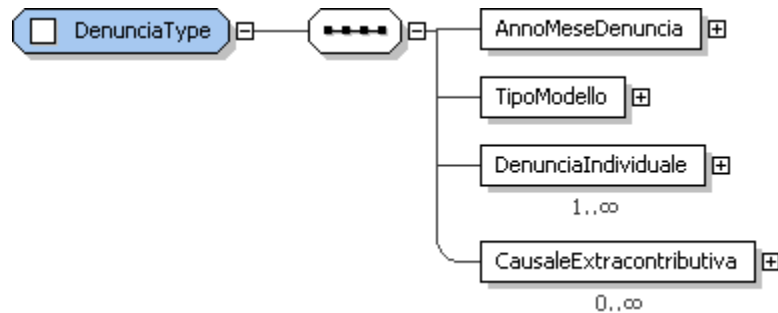 DenunciaType
AnnoMeseDenuncia
TipoModello
DenunciaIndividuale
1..∞
CausaleExtracontributiva
0..∞